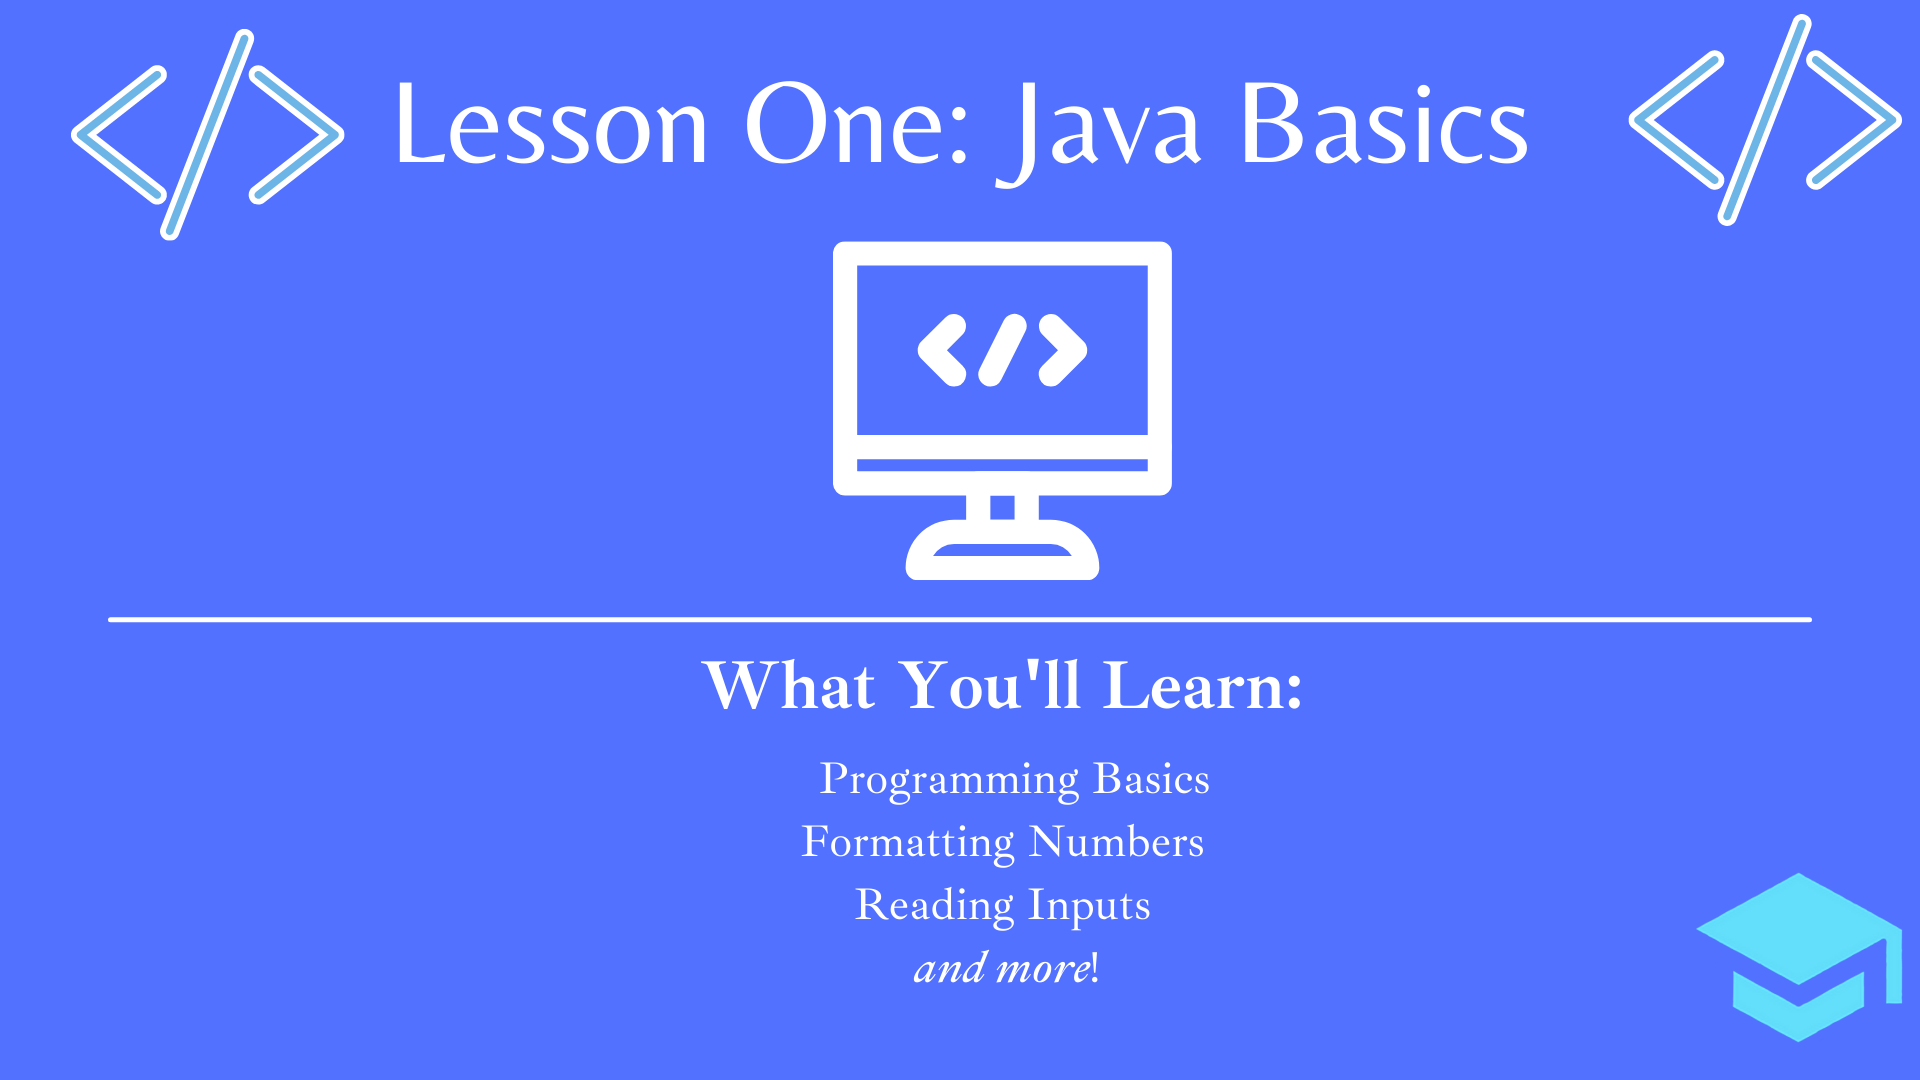 </> Lesson One: Java Basics </>
</>
What You'll Learn:
Programming Basics
Formatting Numbers
Reading Inputs
and more!